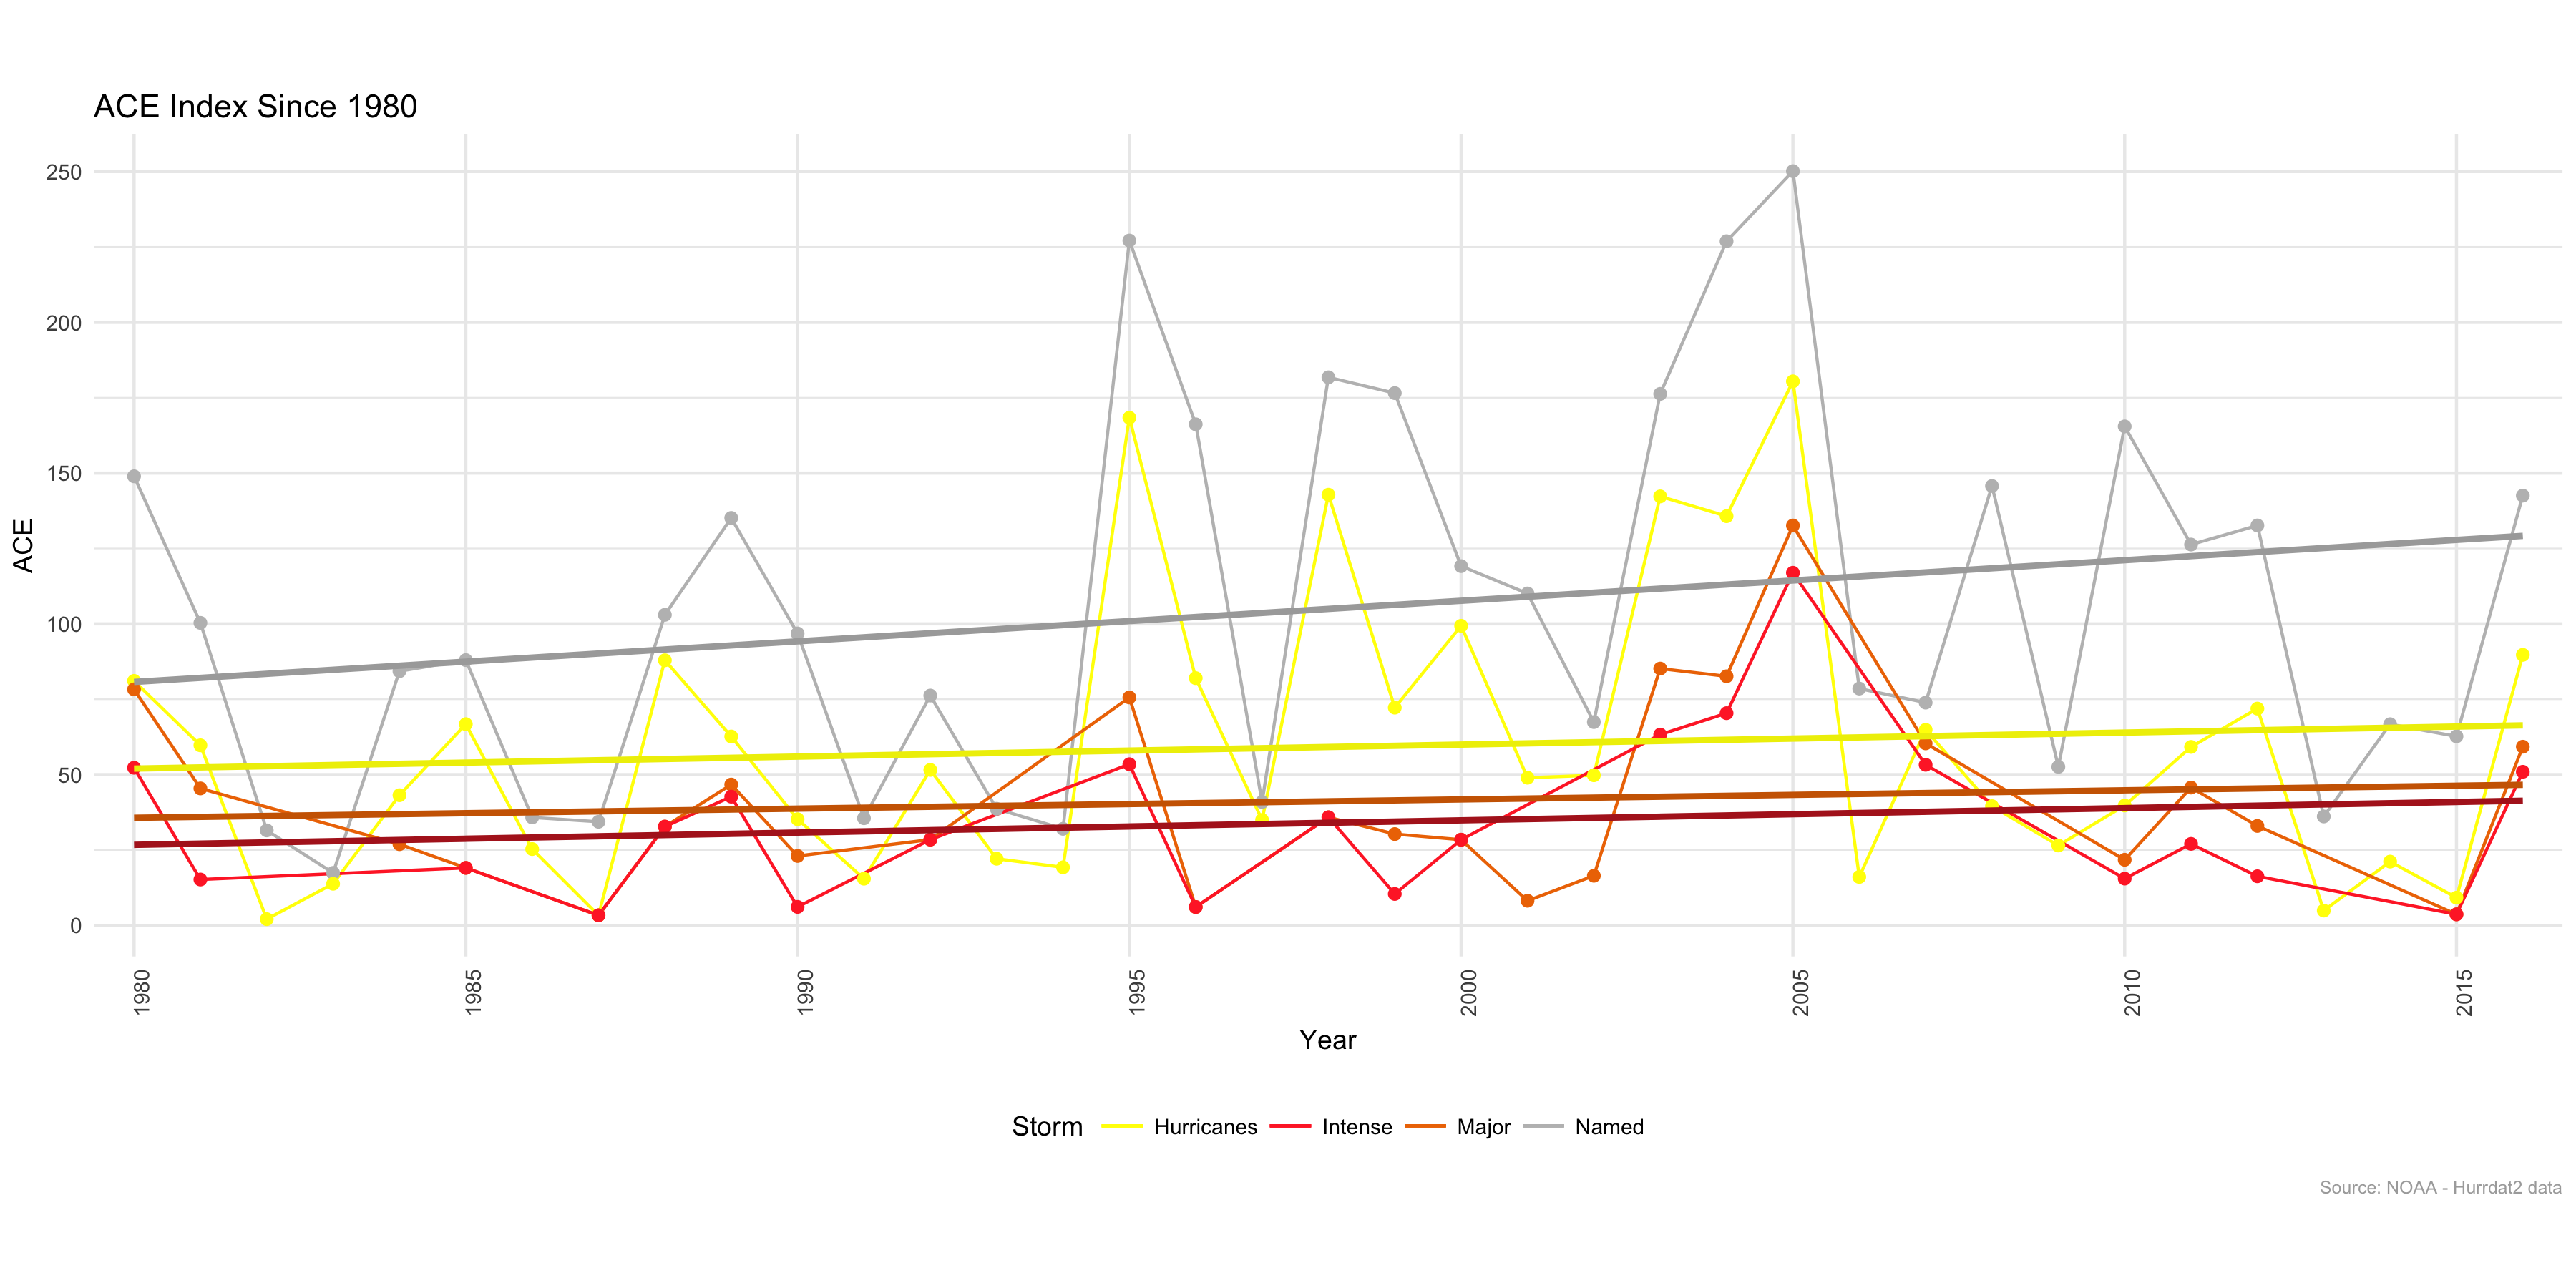 ACE Index Since 1980
250
200
150
100
50
0
ACE
1980
1985
1990
1995
2000
2005
2010
2015
Year
Storm Hurricanes Intense Major Named
Source: NOAA - Hurrdat2 data